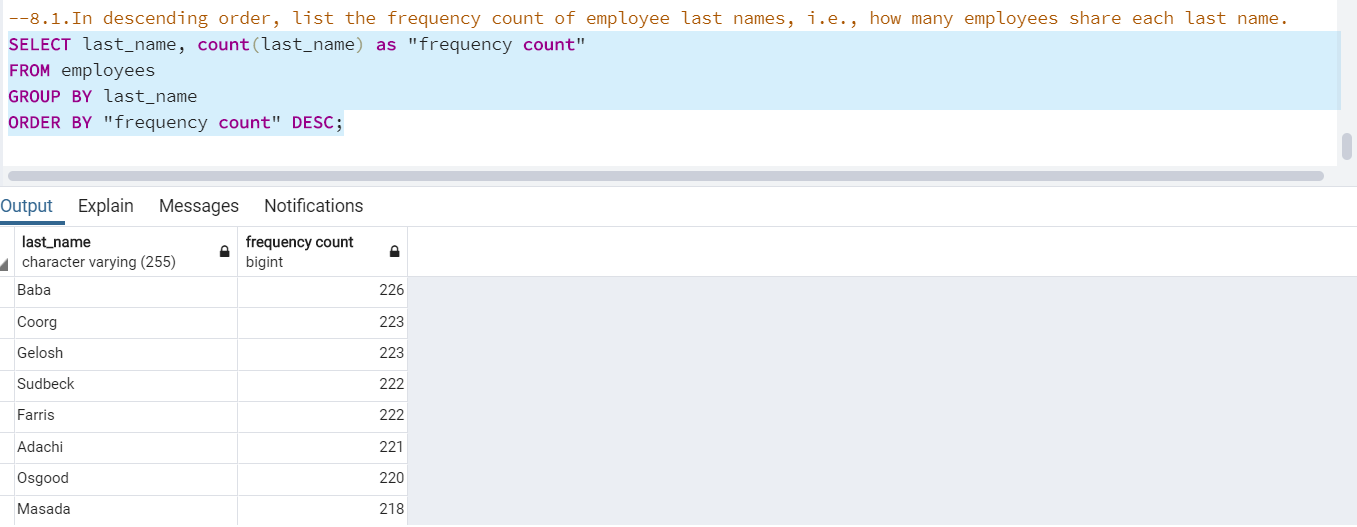 --8.1.In descending order, list the frequency count of employee last names, i.e., how many employees share each last name.
SELECT last_name, count(last_name) as "frequency count"
FROM employees
GROUP BY last_name
ORDER BY "frequency count" DESC;
Output Explain Messages Notifications
last_name frequency count
character varying (255) bigint
Baba 226
Coorg 223
Gelosh 223
Sudbeck 222
Farris 222
Adachi 221
Osgood 220
Masada 218